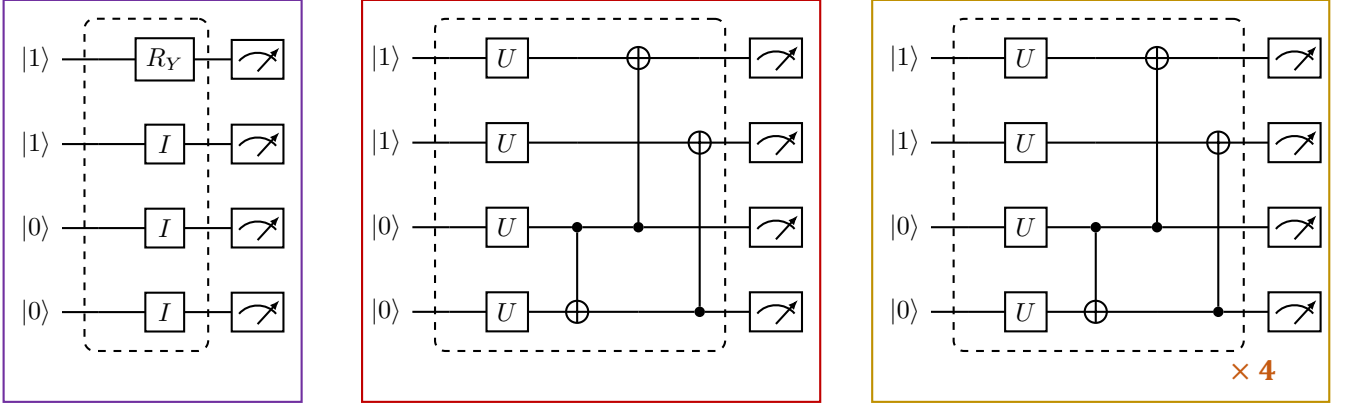 |1⟩ R_Y |1⟩ U |1⟩ U
|1⟩ I |1⟩ U |1⟩ U
|0⟩ I |0⟩ U |0⟩ U
|0⟩ I |0⟩ U |0⟩ U
× 4